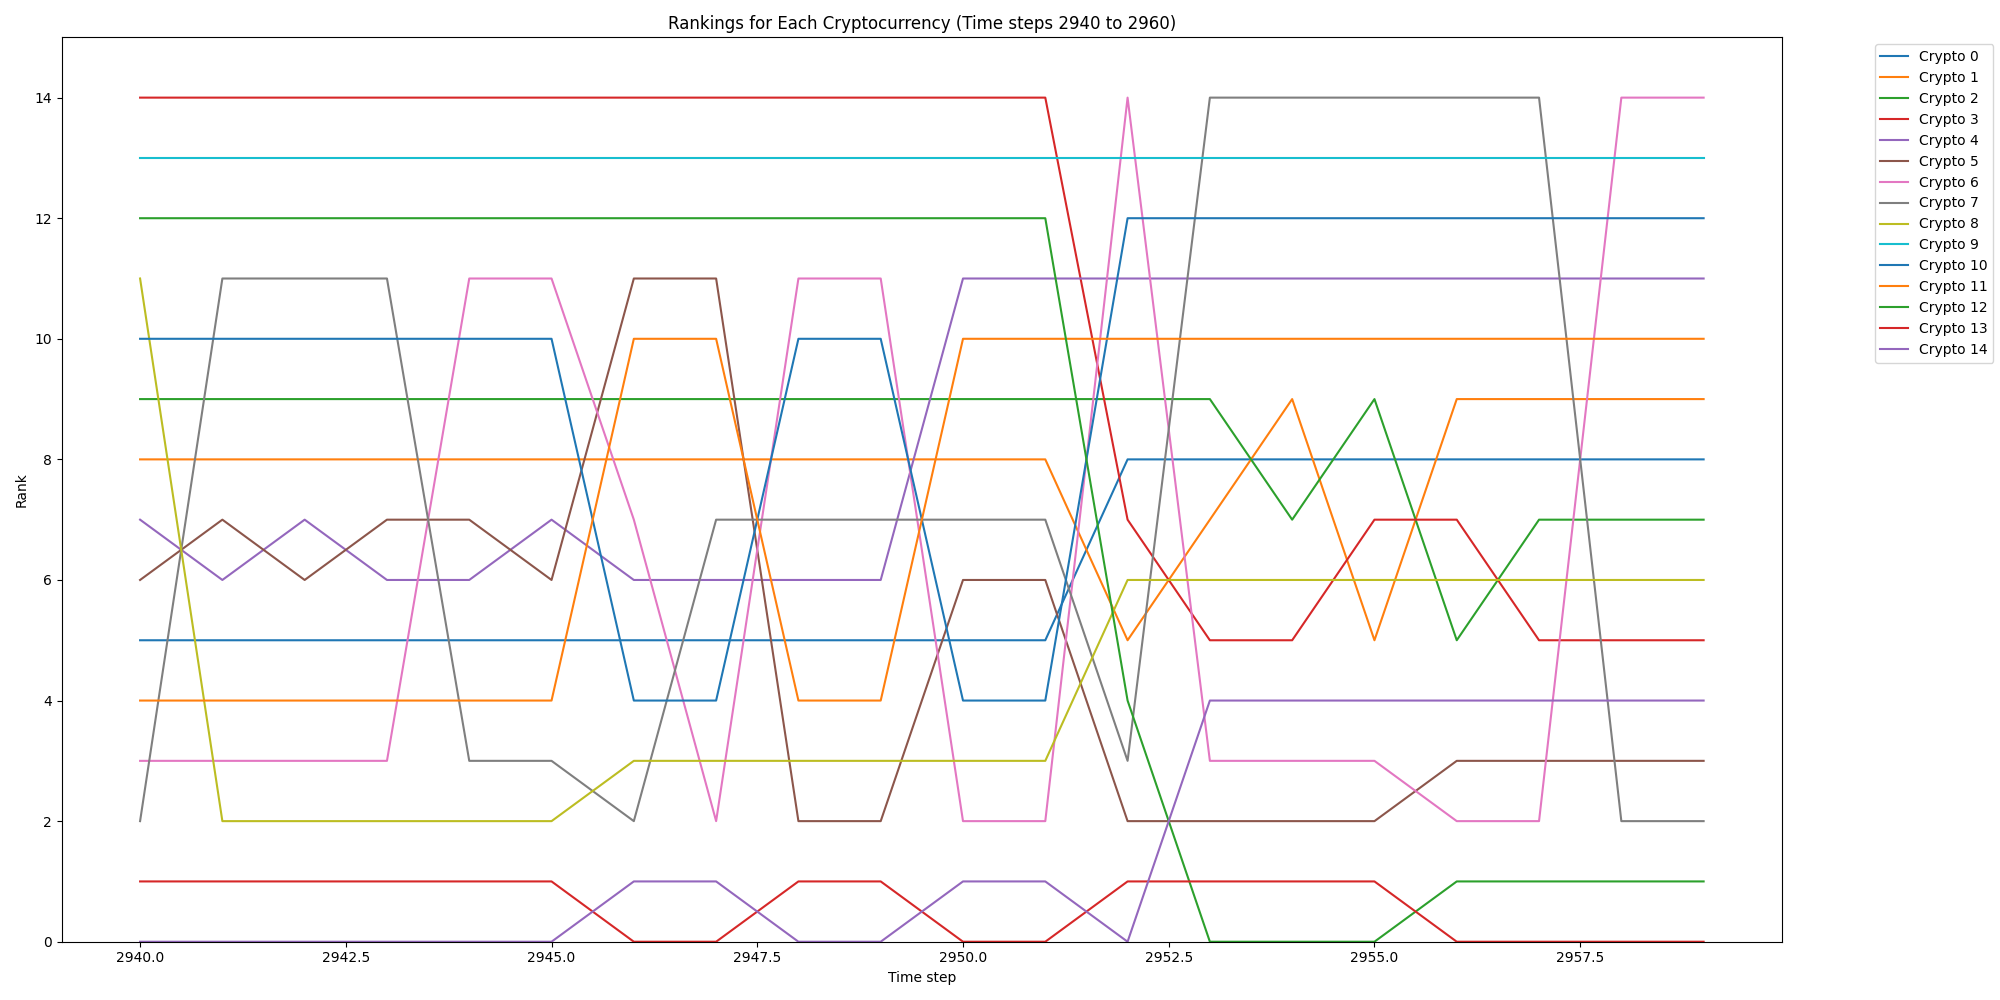 Rankings for Each Cryptocurrency (Time steps 2940 to 2960)
Rank
14
12
10
8
6
4
2
0
2940.0 2942.5 2945.0 2947.5 2950.0 2952.5 2955.0 2957.5
Time step
Crypto 0
Crypto 1
Crypto 2
Crypto 3
Crypto 4
Crypto 5
Crypto 6
Crypto 7
Crypto 8
Crypto 9
Crypto 10
Crypto 11
Crypto 12
Crypto 13
Crypto 14